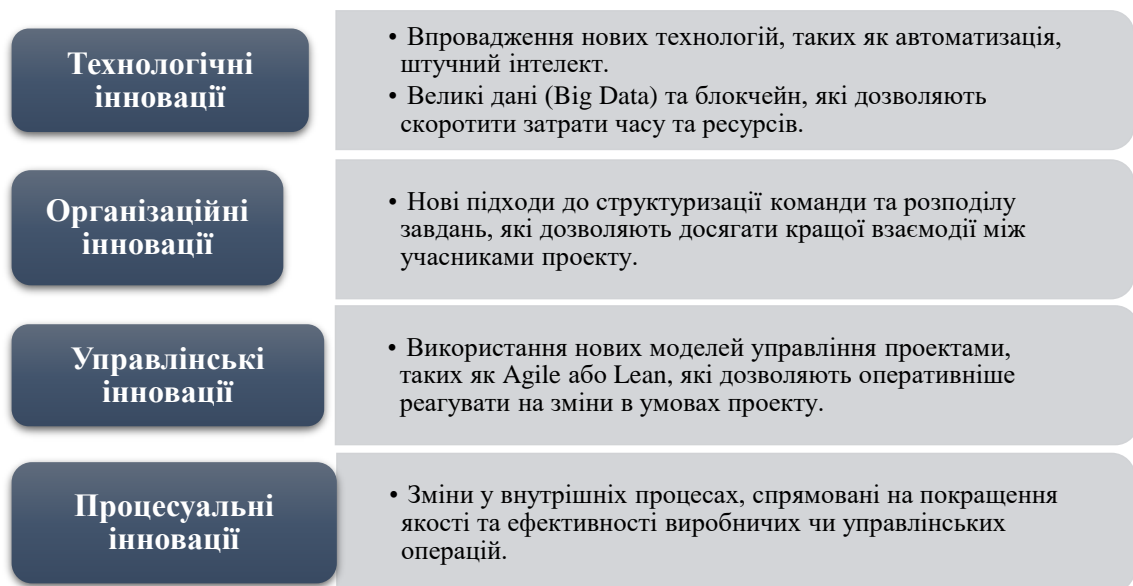 Технологічні
інновації
• Впровадження нових технологій, таких як автоматизація,
штучний інтелект.
• Великі дані (Big Data) та блокчейн, які дозволяють
скоротити затрати часу та ресурсів.
Організаційні
інновації
• Нові підходи до структуризації команди та розподілу
завдань, які дозволяють досягати кращої взаємодії між
учасниками проекту.
Управлінські
інновації
• Використання нових моделей управління проектами,
таких як Agile або Lean, які дозволяють оперативніше
реагувати на зміни в умовах проекту.
Процесуальні
інновації
• Зміни у внутрішніх процесах, спрямовані на покращення
якості та ефективності виробничих чи управлінських
операцій.